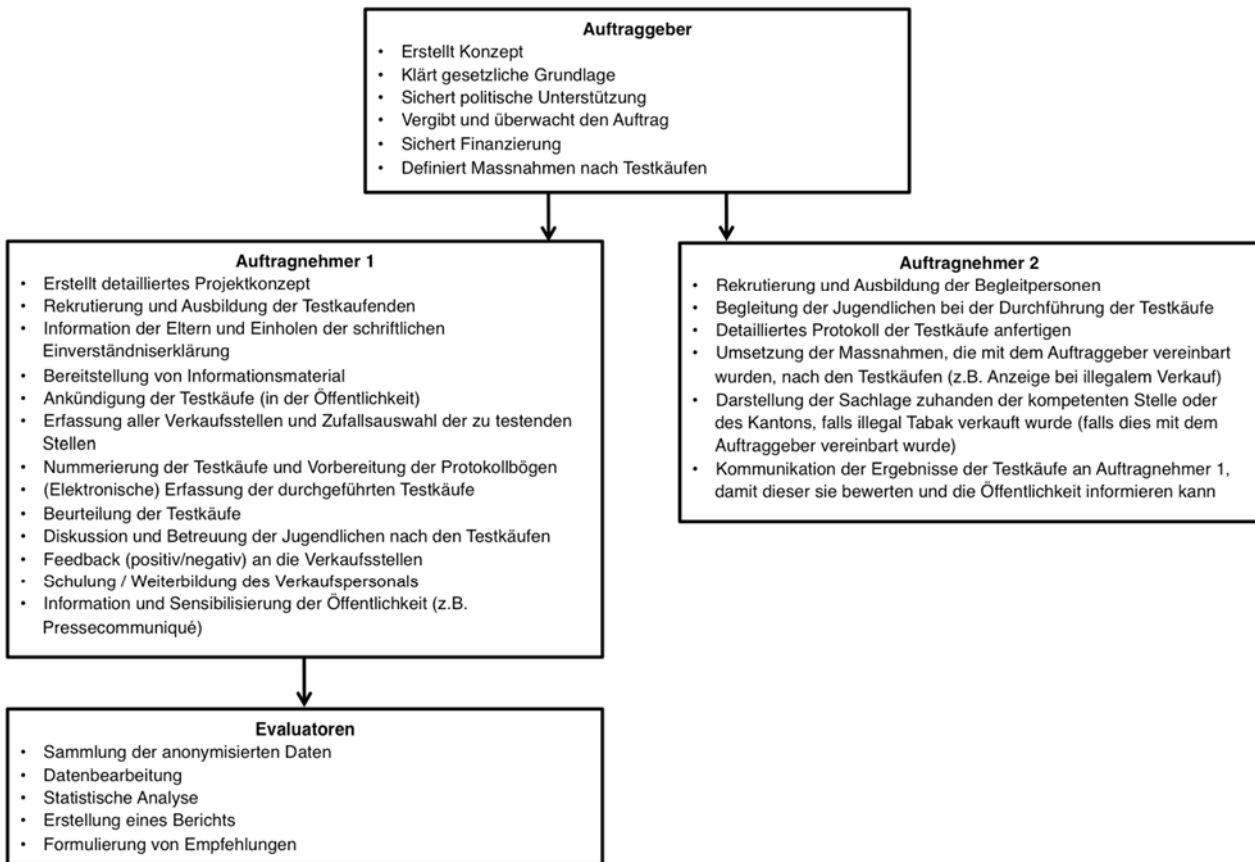 Auftraggeber
• Erstellt Konzept
• Klärt gesetzliche Grundlage
• Sichert politische Unterstützung
• Vergibt und überwacht den Auftrag
• Sichert Finanzierung
• Definiert Massnahmen nach Testkäufen
Auftragnehmer 1
• Erstellt detailliertes Projektkonzept
• Rekrutierung und Ausbildung der Testkaufenden
• Information der Eltern und Einholen der schriftlichen
Einverständniserklärung
• Bereitstellung von Informationsmaterial
• Ankündigung der Testkäufe (in der Öffentlichkeit)
• Erfassung aller Verkaufsstellen und Zufallsauswahl der zu testenden
Stellen
• Nummerierung der Testkäufe und Vorbereitung der Protokollbögen
• (Elektronische) Erfassung der durchgeführten Testkäufe
• Beurteilung der Testkäufe
• Diskussion und Betreuung der Jugendlichen nach den Testkäufen
• Feedback (positiv/negativ) an die Verkaufsstellen
• Schulung / Weiterbildung des Verkaufspersonals
• Information und Sensibilisierung der Öffentlichkeit (z.B.
Pressecommuniqué)
Auftragnehmer 2
• Rekrutierung und Ausbildung der Begleitpersonen
• Begleitung der Jugendlichen bei der Durchführung der Testkäufe
• Detailliertes Protokoll der Testkäufe anfertigen
• Umsetzung der Massnahmen, die mit dem Auftraggeber vereinbart
wurden, nach den Testkäufen (z.B. Anzeige bei illegalem Verkauf)
• Darstellung der Sachlage zuhanden der kompetenten Stelle oder
des Kantons, falls illegal Tabak verkauft wurde (falls dies mit dem
Auftraggeber vereinbart wurde)
• Kommunikation der Ergebnisse der Testkäufe an Auftragnehmer 1,
damit dieser sie bewerten und die Öffentlichkeit informieren kann
Evaluatoren
• Sammlung der anonymisierten Daten
• Datenbearbeitung
• Statistische Analyse
• Erstellung eines Berichts
• Formulierung von Empfehlungen